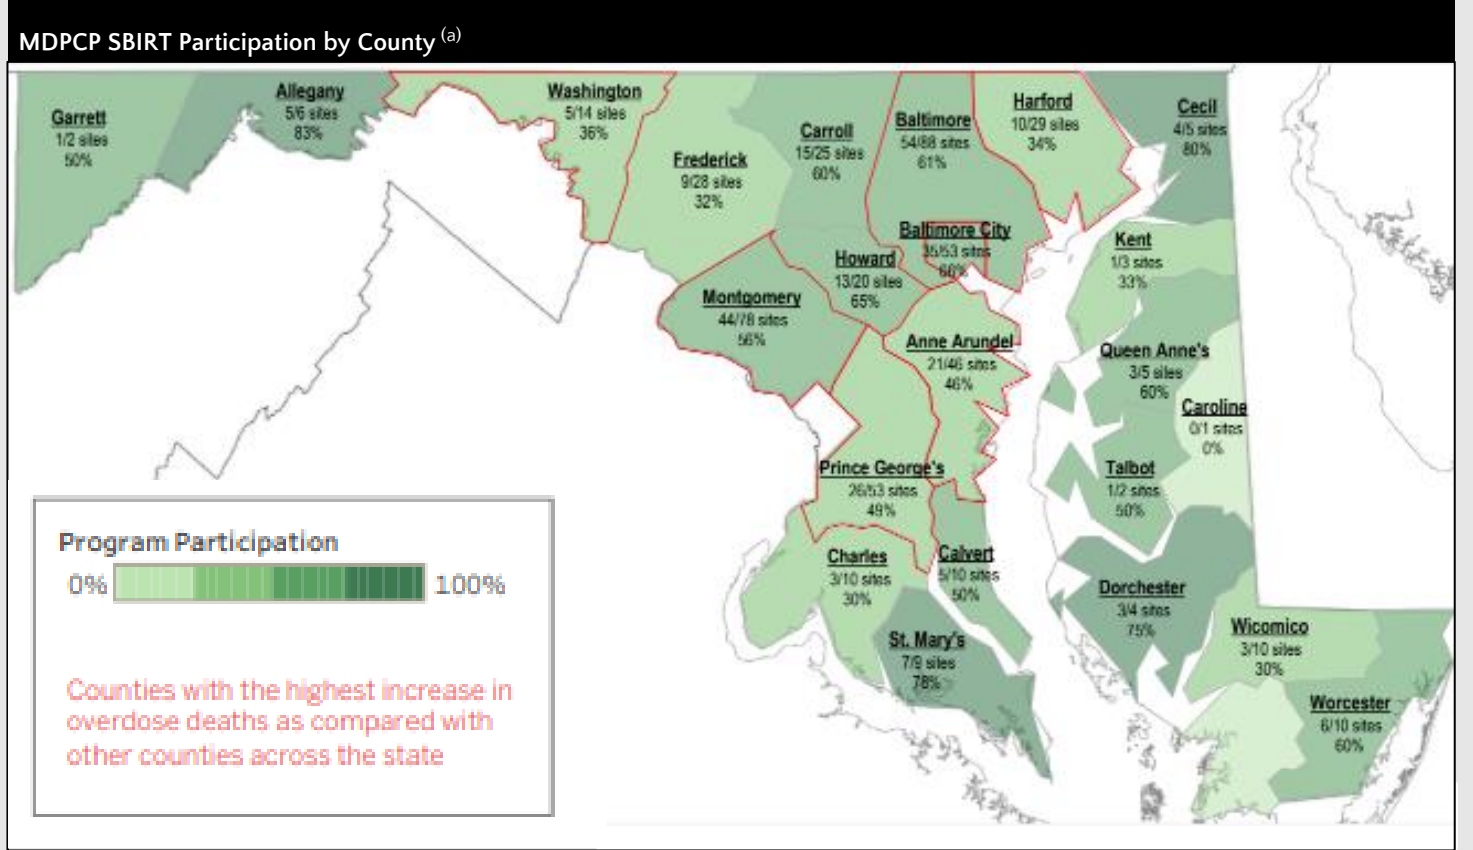 MDPCP SBIRT Participation by County (a)
Garrett
1/2 sites
50%
Allegany
5/6 sites
83%
Washington
5/14 sites
36%
Frederick
9/28 sites
32%
Carroll
15/25 sites
60%
Baltimore
54/88 sites
61%
Harford
10/29 sites
34%
Cecil
4/5 sites
80%
Baltimore City
35/53 sites
66%
Howard
13/20 sites
65%
Montgomery
44/78 sites
56%
Anne Arundel
21/46 sites
46%
Kent
1/3 sites
33%
Queen Anne's
3/5 sites
60%
Caroline
0/1 sites
0%
Talbot
1/2 sites
50%
Prince George's
26/53 sites
49%
Charles
3/10 sites
30%
Calvert
5/10 sites
50%
St. Mary's
7/9 sites
78%
Dorchester
3/4 sites
75%
Wicomico
3/10 sites
30%
Worcester
6/10 sites
60%
Program Participation
0% 100%
Counties with the highest increase in
overdose deaths as compared with
other counties across the state